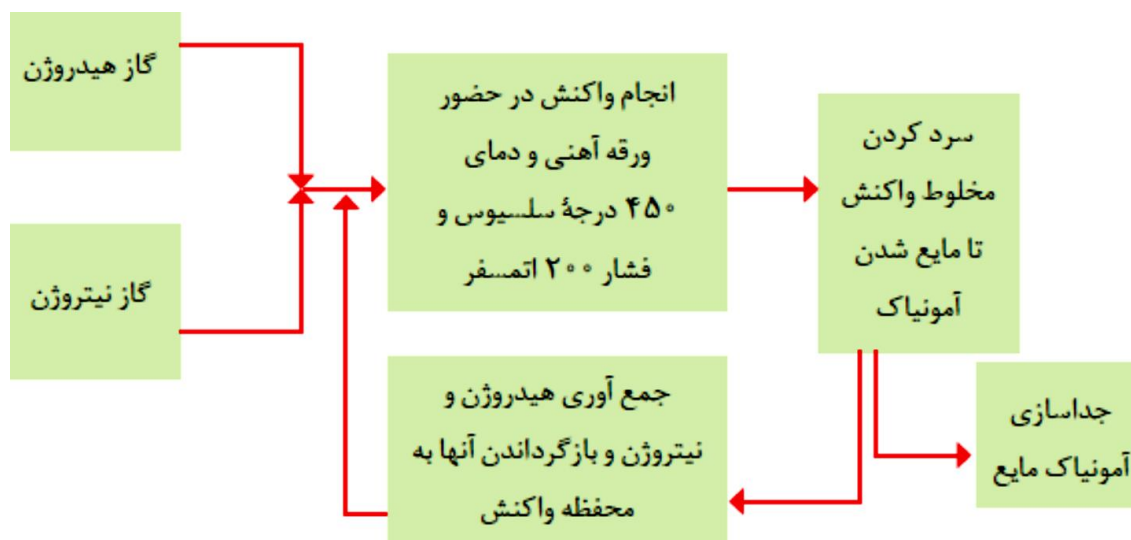 گاز هیدروژن
گاز نیتروژن
انجام واکنش در حضور
ورقه آهنی و دمای
۴۵۰ درجهٔ سلسیوس و
فشار ۲۰۰ اتمسفر
سرد کردن
مخلوط واکنش
تا مایع شدن
آمونیاک
جمع آوری هیدروژن و
نیتروژن و بازگرداندن آنها به
محفظه واکنش
جداسازی
آمونیاک مایع